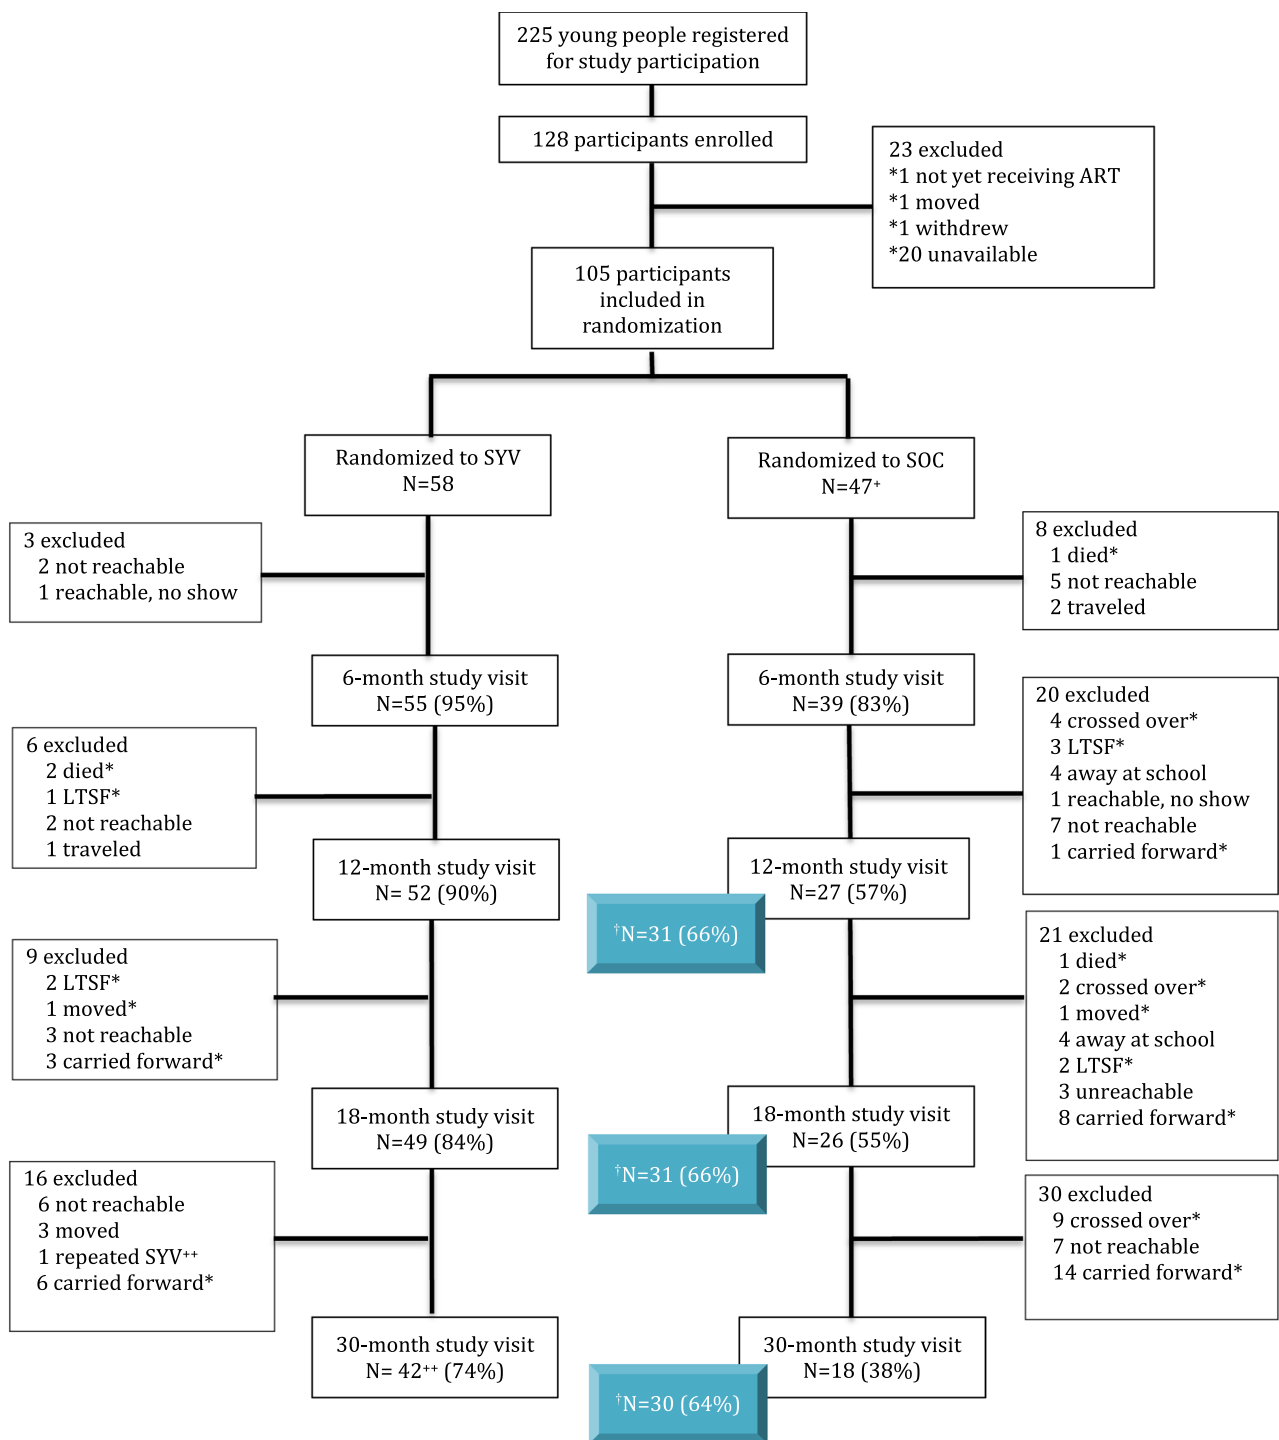 225 young people registered
for study participation
128 participants enrolled
23 excluded
*1 not yet receiving ART
*1 moved
*1 withdrew
*20 unavailable
105 participants
included in
randomization
Randomized to SYV
N=58
Randomized to SOC
N=47⁺
3 excluded
2 not reachable
1 reachable, no show
8 excluded
1 died*
5 not reachable
2 traveled
6-month study visit
N=55 (95%)
6-month study visit
N=39 (83%)
6 excluded
2 died*
1 LTSF*
2 not reachable
1 traveled
20 excluded
4 crossed over*
3 LTSF*
4 away at school
1 reachable, no show
7 not reachable
1 carried forward*
12-month study visit
N= 52 (90%)
12-month study visit
N=27 (57%)
†N=31 (66%)
9 excluded
2 LTSF*
1 moved*
3 not reachable
3 carried forward*
21 excluded
1 died*
2 crossed over*
1 moved*
4 away at school
2 LTSF*
3 unreachable
8 carried forward*
18-month study visit
N=49 (84%)
18-month study visit
N=26 (55%)
†N=31 (66%)
16 excluded
6 not reachable
3 moved
1 repeated SYV⁺⁺
6 carried forward*
30 excluded
9 crossed over*
7 not reachable
14 carried forward*
30-month study visit
N= 42⁺⁺ (74%)
30-month study visit
N=18 (38%)
†N=30 (64%)